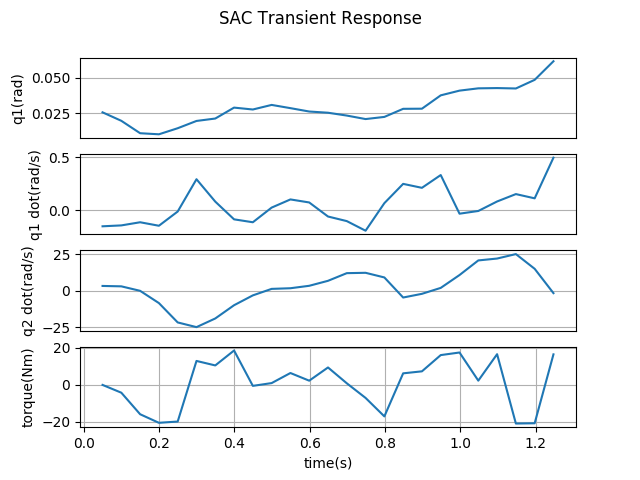 SAC Transient Response
q1(rad)
0.050
0.025
q1 dot(rad/s)
0.5
0.0
q2 dot(rad/s)
25
0
−25
torque(Nm)
20
0
−20
0.0 0.2 0.4 0.6 0.8 1.0 1.2
time(s)